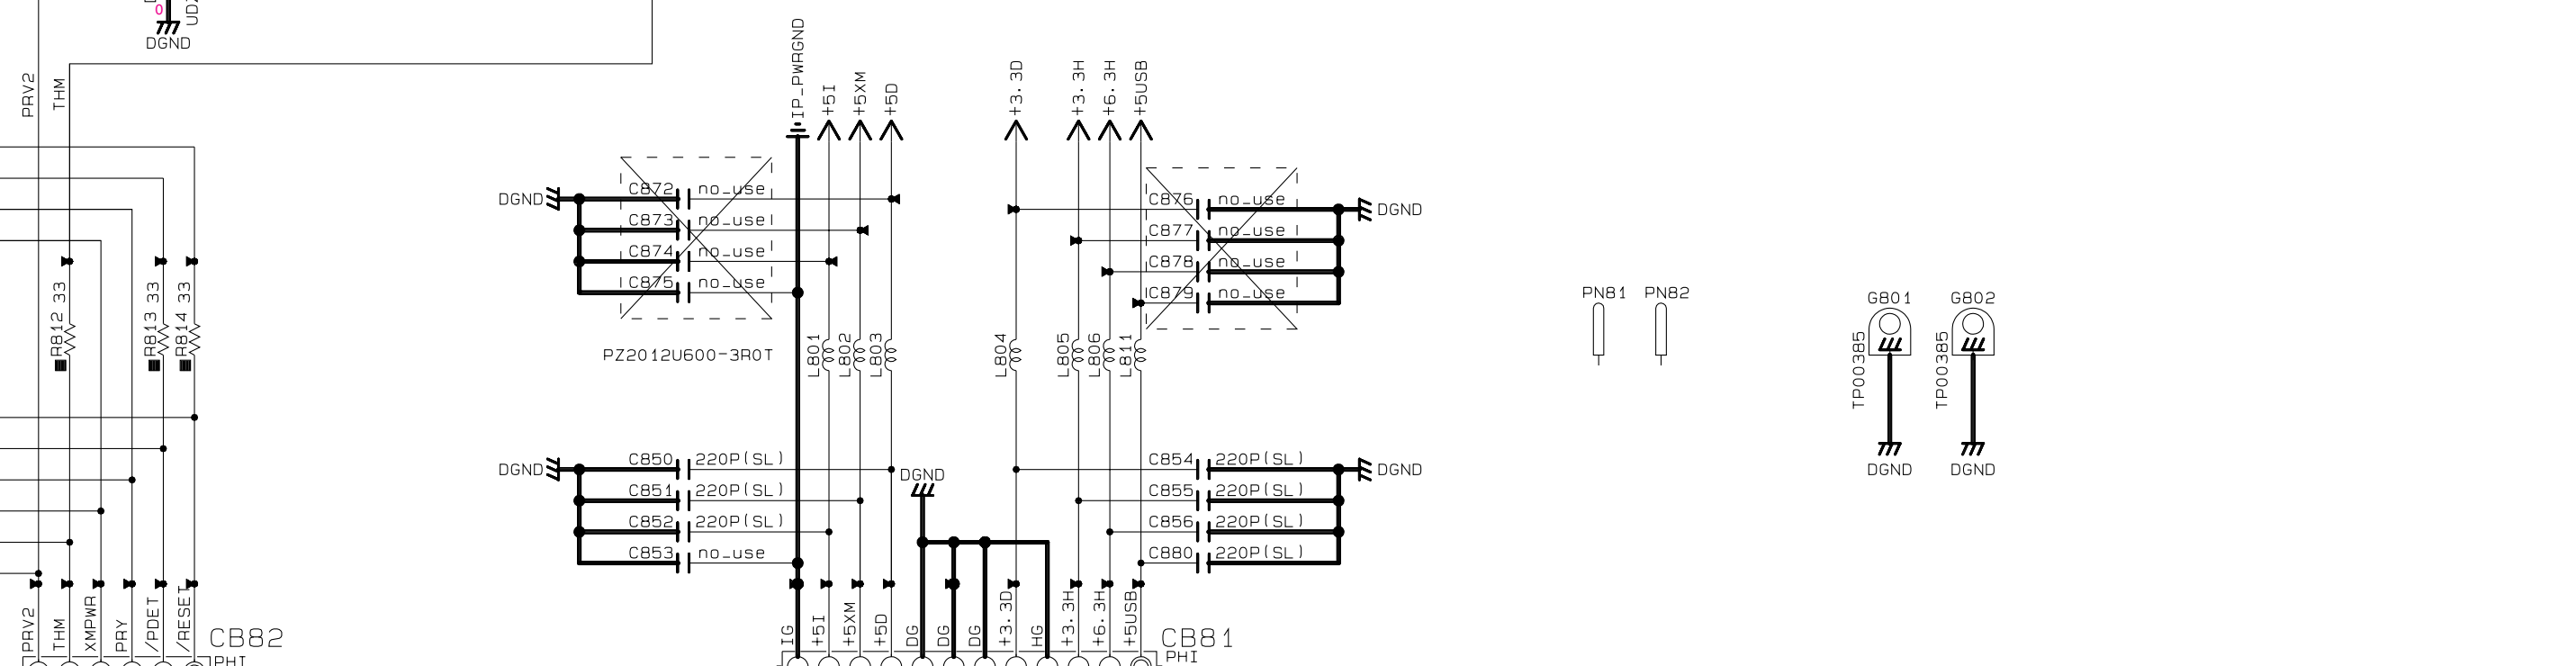 0
DGND
PRV2
THM
IP_PWRGND
+5I
+5XM
+5D
+3.3D
+3.3H
+6.3H
+5USB
DGND
C872 no_use
C873 no_use
C874 no_use
C875 no_use
C876 no_use
C877 no_use
C878 no_use
C879 no_use
DGND
R812 33
R813 33
R814 33
PZ2012U600-3R0T
L801
L802
L803
L804
L805
L806
L811
PN81
PN82
G801
G802
TP00385
TP00385
DGND
DGND
DGND
C850 220P(SL)
C851 220P(SL)
C852 220P(SL)
C853 no_use
DGND
C854 220P(SL)
C855 220P(SL)
C856 220P(SL)
C880 220P(SL)
DGND
PRV2
THM
XMPWR
PRY
/PDET
/RESET
CB82
PHI
IG
+5I
+5XM
+5D
DG
DG
DG
+3.3D
HG
+3.3H
+6.3H
+5USB
CB81
PHI